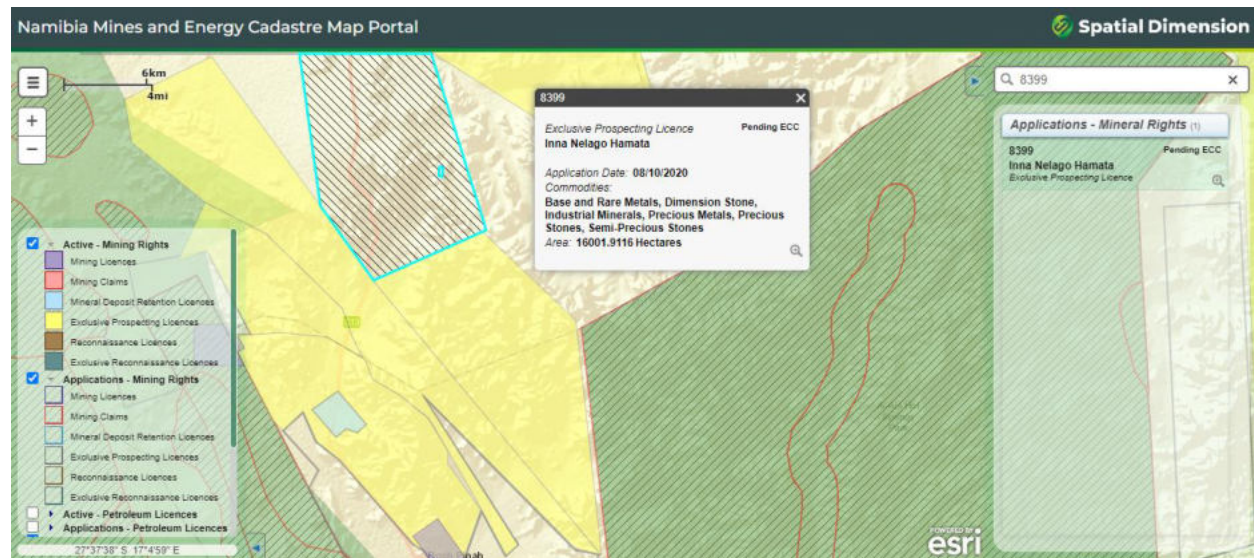 Namibia Mines and Energy Cadastre Map Portal
Spatial Dimension
6km
4mi
+
−
8399
Exclusive Prospecting Licence
Pending ECC
Inna Nelago Hamata
Application Date: 08/10/2020
Commodities:
Base and Rare Metals, Dimension Stone,
Industrial Minerals, Precious Metals, Precious
Stones, Semi-Precious Stones
Area: 16001.9116 Hectares
8399
Applications - Mineral Rights (1)
8399
Pending ECC
Inna Nelago Hamata
Exclusive Prospecting Licence
Active - Mining Rights
Mining Licences
Mining Claims
Mineral Deposit Retention Licences
Exclusive Prospecting Licences
Reconnaissance Licences
Exclusive Reconnaissance Licences
Applications - Mining Rights
Mining Licences
Mining Claims
Mineral Deposit Retention Licences
Exclusive Prospecting Licences
Reconnaissance Licences
Exclusive Reconnaissance Licences
Active - Petroleum Licences
Applications - Petroleum Licences
27°37'38" S 17°4'59" E
POWERED BY
esri